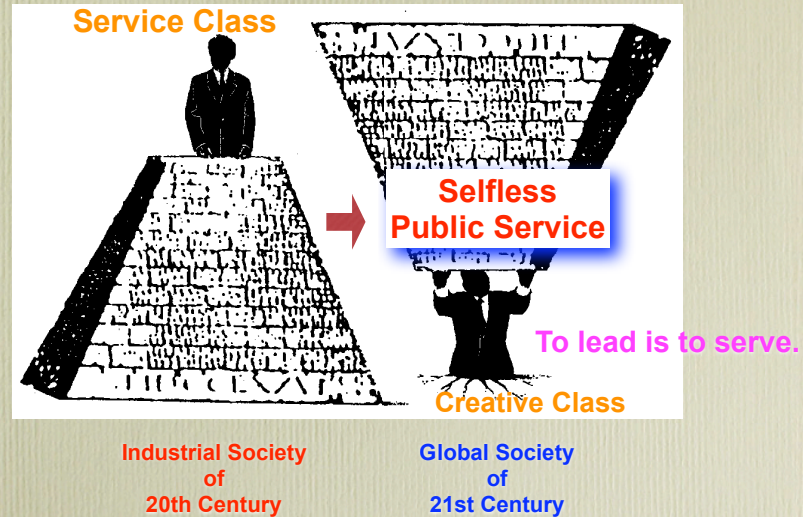 Service Class
Selfless
Public Service
To lead is to serve.
Creative Class
Industrial Society
of
20th Century
Global Society
of
21st Century